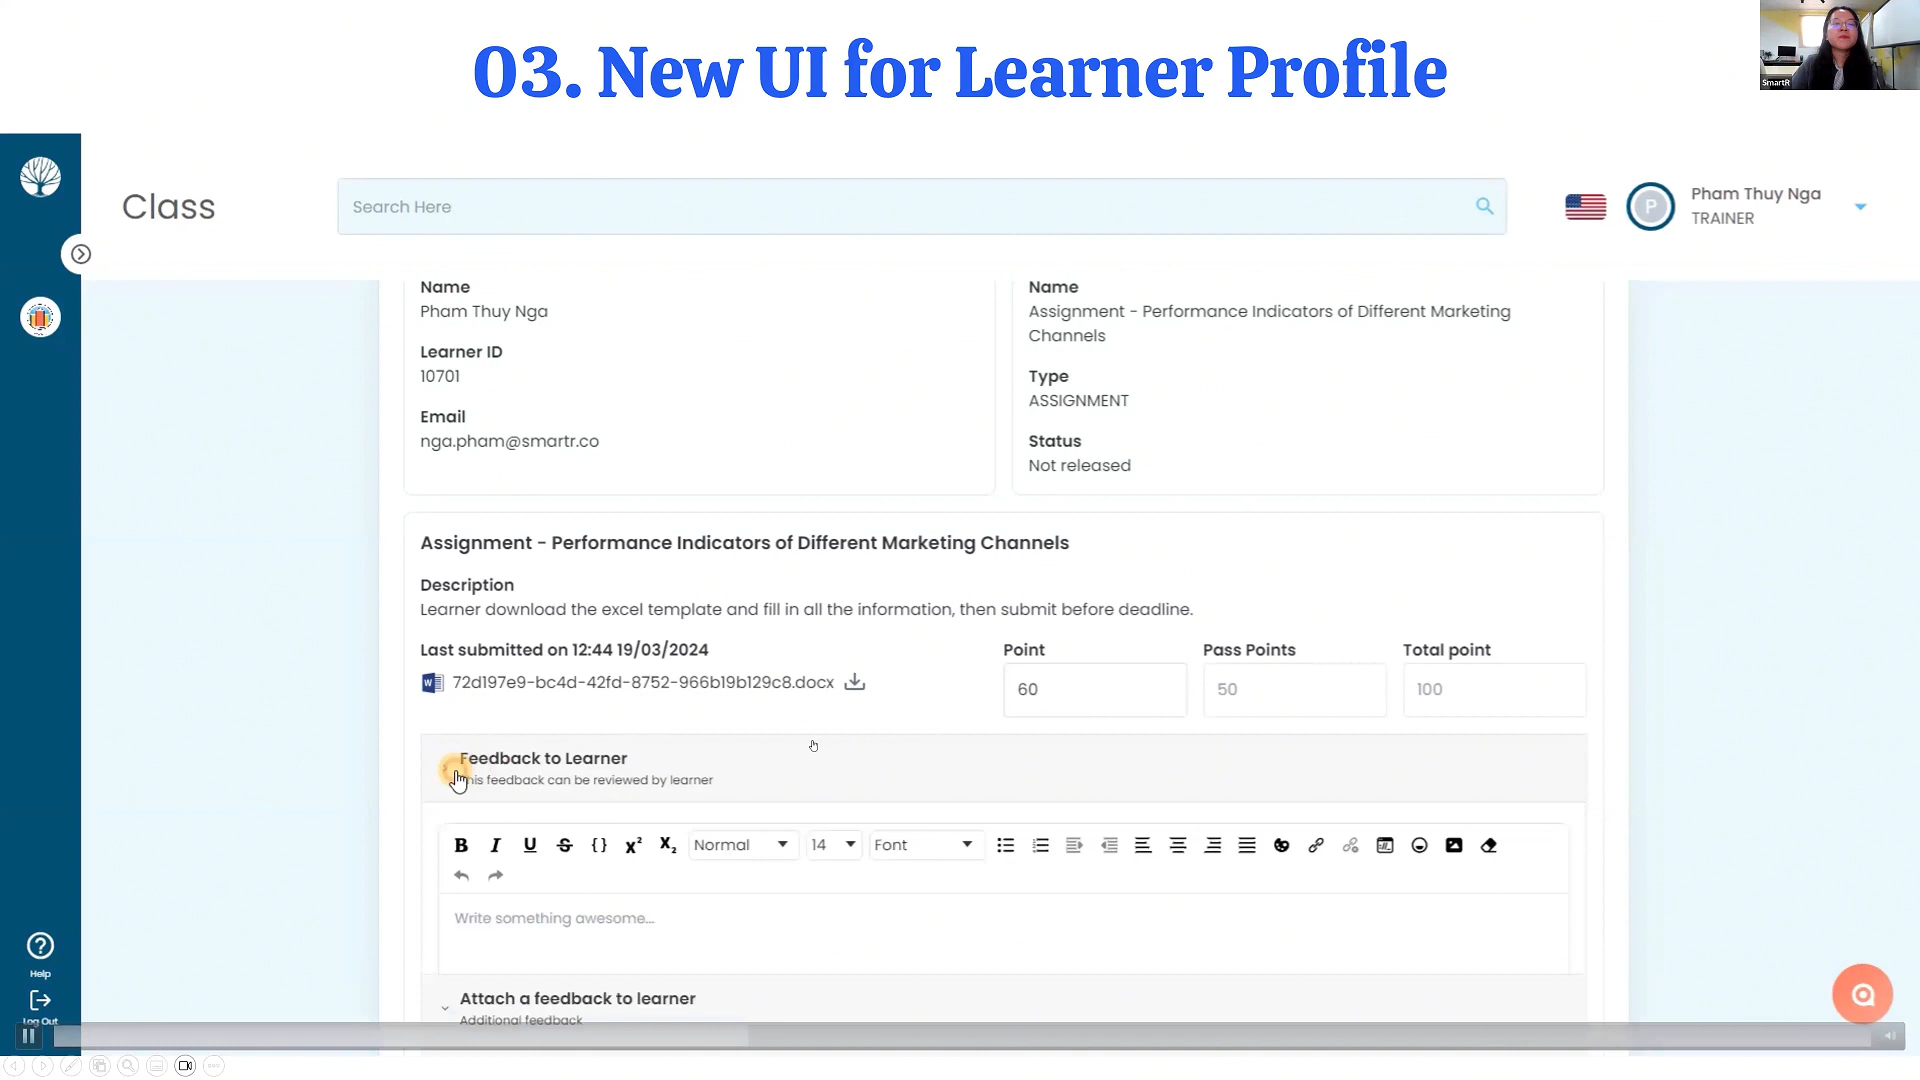 03. New UI for Learner Profile
SmartR
Class
Search Here
P
Pham Thuy Nga
TRAINER
Name
Pham Thuy Nga
Learner ID
10701
Email
nga.pham@smartr.co
Name
Assignment - Performance Indicators of Different Marketing
Channels
Type
ASSIGNMENT
Status
Not released
Assignment - Performance Indicators of Different Marketing Channels
Description
Learner download the excel template and fill in all the information, then submit before deadline.
Last submitted on 12:44 19/03/2024
72d197e9-bc4d-42fd-8752-966b19b129c8.docx
Point
60
Pass Points
50
Total point
100
Feedback to Learner
This feedback can be reviewed by learner
B I U S {} X² X₂ Normal 14 Font
Write something awesome...
Attach a feedback to learner
Additional feedback
Help
Log Out